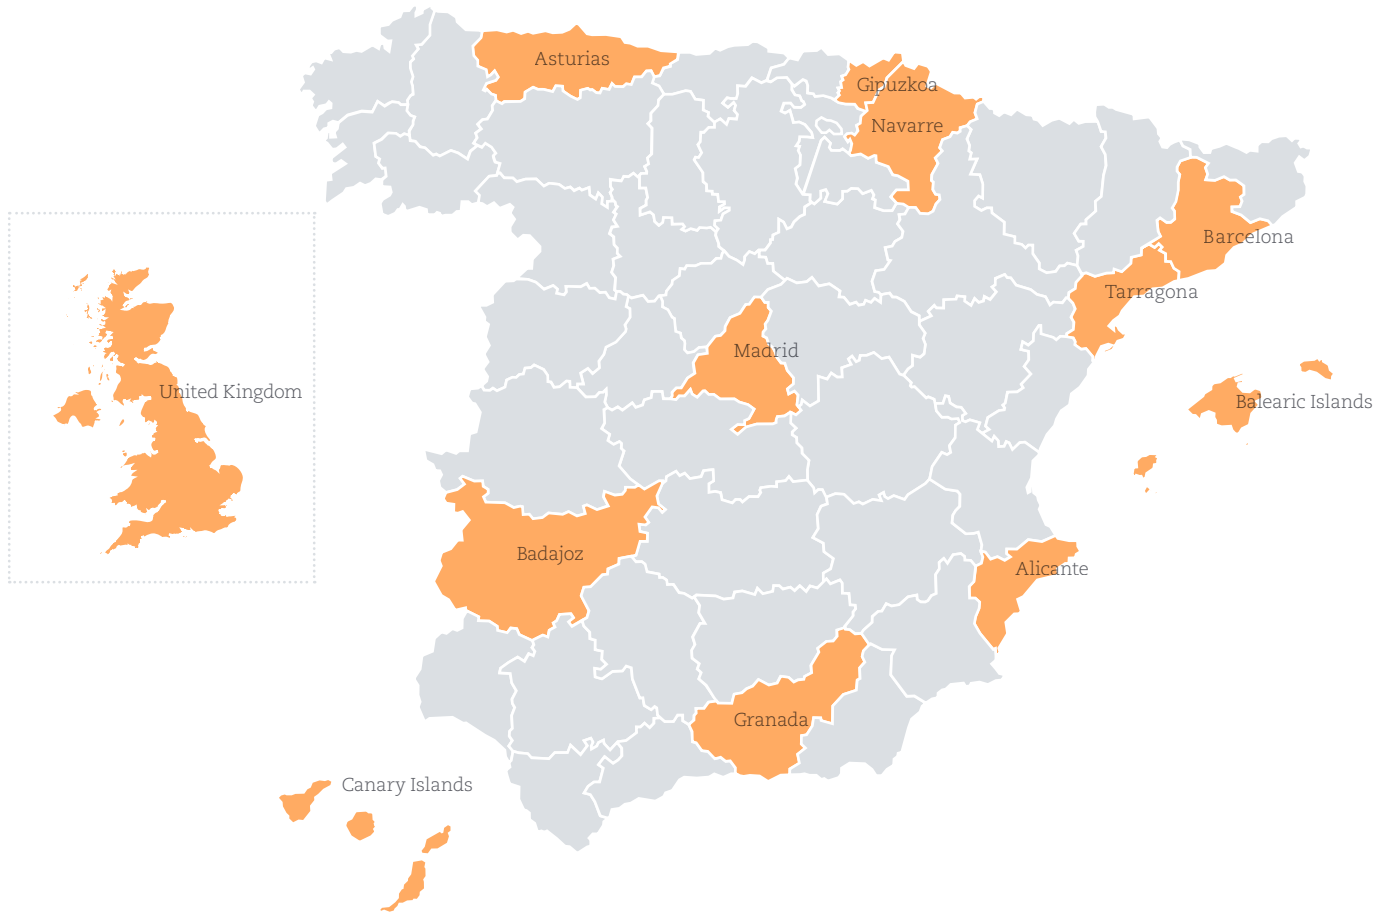 Asturias
Gipuzkoa
Navarre
Barcelona
Tarragona
Madrid
United Kingdom
Balearic Islands
Badajoz
Alicante
Granada
Canary Islands